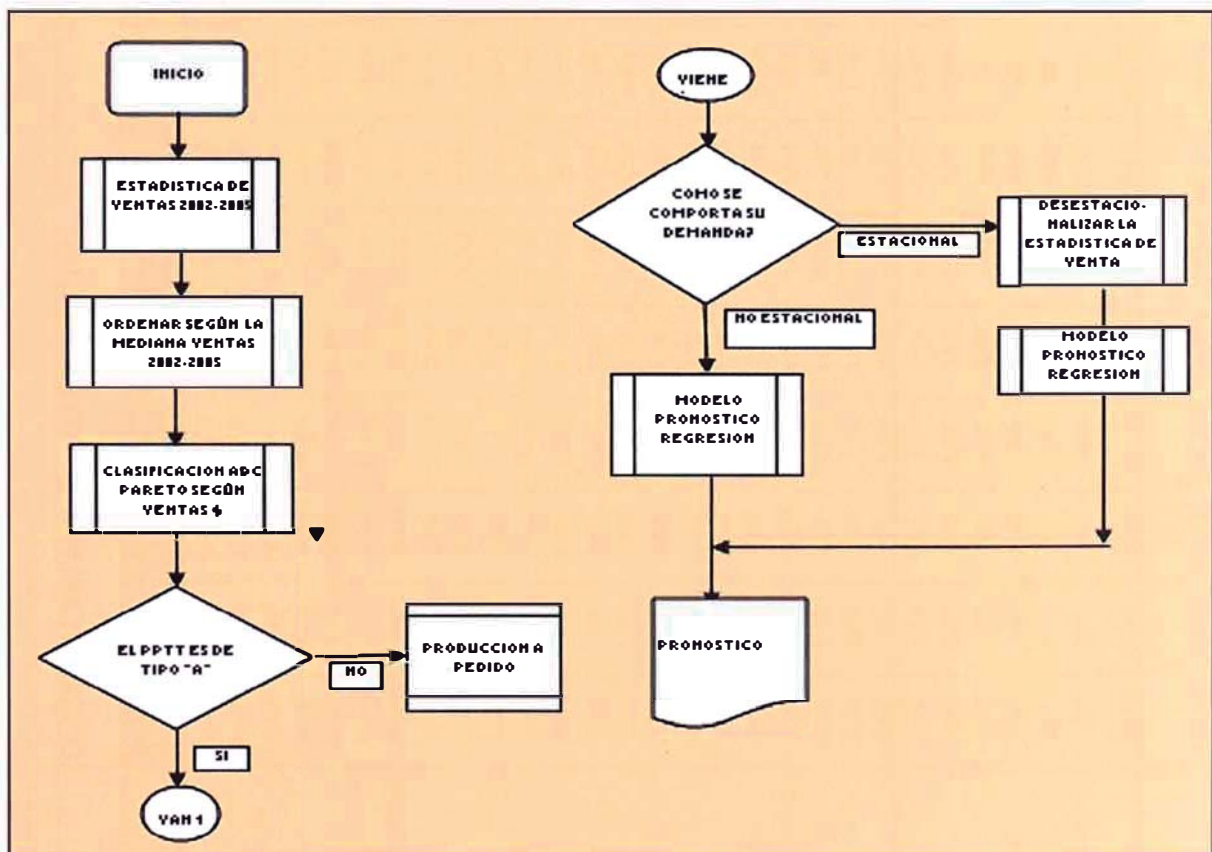 INICIO
ESTADISTICA DE
VENTAS 2002-2005
ORDENAR SEGÚN LA
MEDIANA VENTAS
2002-2005
CLASIFICACION ABC
PARETO SEGÚN
VENTAS $
EL PPTT ES DE
TIPO "A"
NO
PRODUCCION A
PEDIDO
SI
VAN 1
VIENE
COMO SE
COMPORTA SU
DEMANDA?
ESTACIONAL
DESESTACIO-
NALIZAR LA
ESTADISTICA DE
VENTA
NO ESTACIONAL
MODELO
PRONOSTICO
REGRESION
MODELO
PRONOSTICO
REGRESION
PRONOSTICO